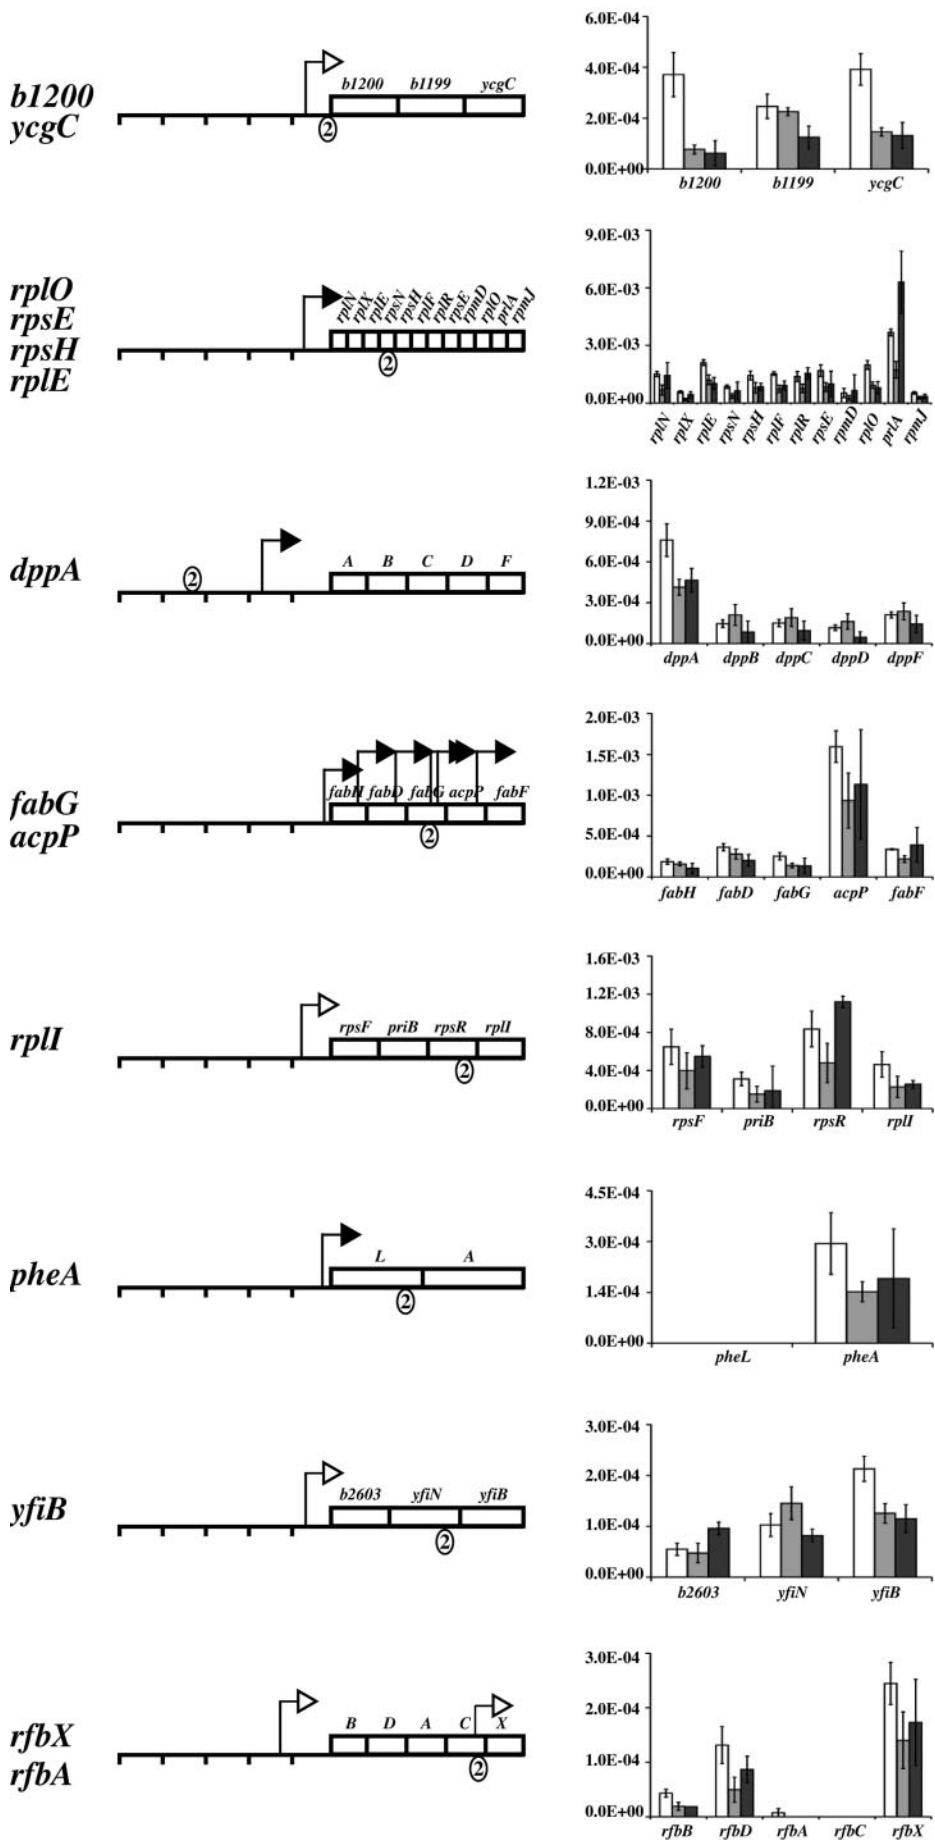 b1200
ycgC
b1200 b1199 ycgC
2
6.0E-04
4.0E-04
2.0E-04
0.0E+00
b1200 b1199 ycgC
rplO
rpsE
rpsH
rplE
rplN rplX rplE rpsN rpsH rplF rplR rpsE rpmD rplO prlA rpmJ
2
9.0E-03
6.0E-03
3.0E-03
0.0E+00
rplN rplX rplE rpsN rpsH rplF rplR rpsE rpmD rplO prlA rpmJ
dppA
A B C D F
2
1.2E-03
9.0E-04
6.0E-04
3.0E-04
0.0E+00
dppA dppB dppC dppD dppF
fabG
acpP
fabH fabD fabG acpP fabF
2
2.0E-03
1.5E-03
1.0E-03
5.0E-04
0.0E+00
fabH fabD fabG acpP fabF
rplI
rpsF priB rpsR rplI
2
1.6E-03
1.2E-03
8.0E-04
4.0E-04
0.0E+00
rpsF priB rpsR rplI
pheA
L A
2
4.5E-04
3.0E-04
1.4E-04
0.0E+00
pheL pheA
yfiB
b2603 yfiN yfiB
2
3.0E-04
2.0E-04
1.0E-04
0.0E+00
b2603 yfiN yfiB
rfbX
rfbA
B D A C X
2
3.0E-04
2.0E-04
1.0E-04
0.0E+00
rfbB rfbD rfbA rfbC rfbX